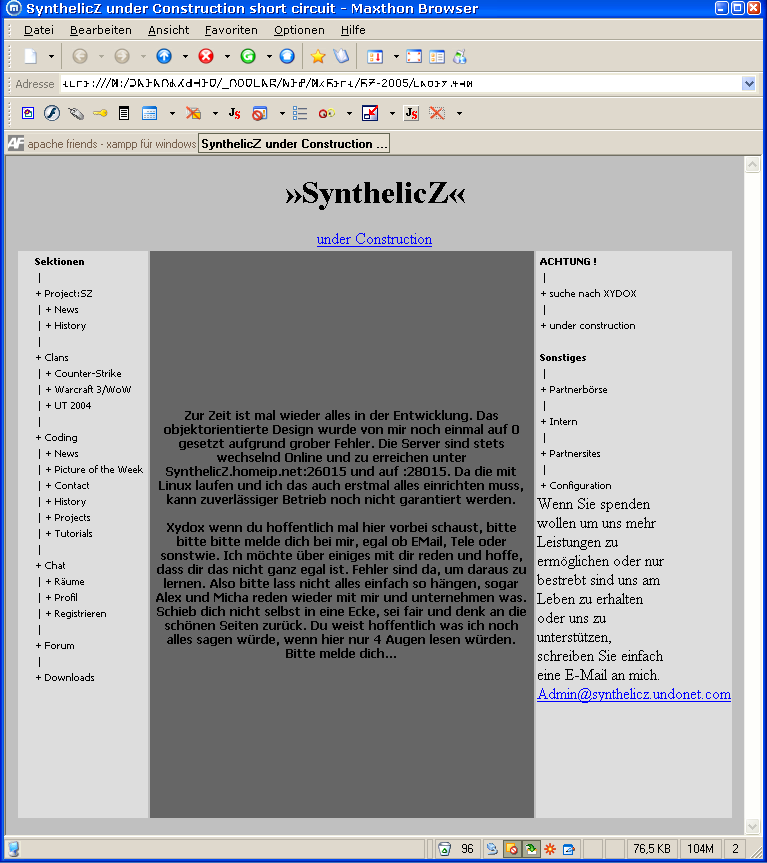 SynthelicZ under Construction short circuit - Maxthon Browser
Datei Bearbeiten Ansicht Favoriten Optionen Hilfe
Adresse
Js Js
AF apache friends - xampp für windows SynthelicZ under Construction ...
»SynthelicZ«
under Construction
Sektionen
|
+ Project:SZ
| + News
| + History
|
+ Clans
| + Counter-Strike
| + Warcraft 3/WoW
| + UT 2004
|
+ Coding
| + News
| + Picture of the Week
| + Contact
| + History
| + Projects
| + Tutorials
|
+ Chat
| + Räume
| + Profil
| + Registrieren
|
+ Forum
|
+ Downloads
Zur Zeit ist mal wieder alles in der Entwicklung. Das
objektorientierte Design wurde von mir noch einmal auf 0
gesetzt aufgrund grober Fehler. Die Server sind stets
wechselnd Online und zu erreichen unter
SynthelicZ.homeip.net:26015 und auf :28015. Da die mit
Linux laufen und ich das auch erstmal alles einrichten muss,
kann zuverlässiger Betrieb noch nicht garantiert werden.
Xydox wenn du hoffentlich mal hier vorbei schaust, bitte
bitte bitte melde dich bei mir, egal ob EMail, Tele oder
sonstwie. Ich möchte über einiges mit dir reden und hoffe,
dass dir das nicht ganz egal ist. Fehler sind da, um daraus zu
lernen. Also bitte lass nicht alles einfach so hängen, sogar
Alex und Micha reden wieder mit mir und unternehmen was.
Schieb dich nicht selbst in eine Ecke, sei fair und denk an die
schönen Seiten zurück. Du weist hoffentlich was ich noch
alles sagen würde, wenn hier nur 4 Augen lesen würden.
Bitte melde dich...
ACHTUNG !
|
+ suche nach XYDOX
|
+ under construction
Sonstiges
|
+ Partnerbörse
|
+ Intern
|
+ Partnersites
|
+ Configuration
Wenn Sie spenden
wollen um uns mehr
Leistungen zu
ermöglichen oder nur
bestrebt sind uns am
Leben zu erhalten
oder uns zu
unterstützen,
schreiben Sie einfach
eine E-Mail an mich.
Admin@synthelicz.undonet.com
96 76,5 KB 104M 2